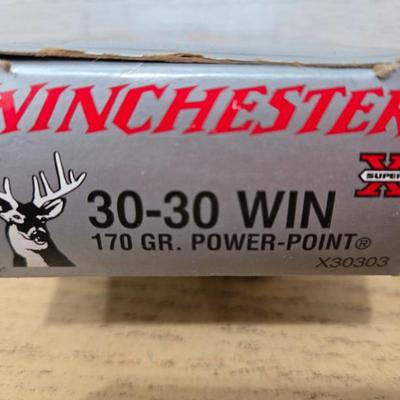 WINCHESTER
X SUPER
30-30 WIN
170 GR. POWER-POINT®
X30303